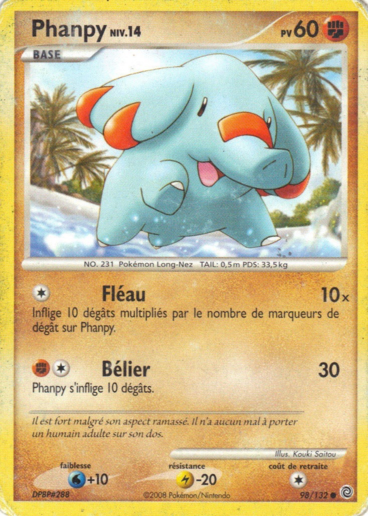 Phanpy NIV.14 PV 60
BASE
NO. 231 Pokémon Long-Nez TAIL: 0,5m PDS: 33,5kg
Fléau 10x
Inflige 10 dégâts multipliés par le nombre de marqueurs de
dégât sur Phanpy.
Bélier 30
Phanpy s'inflige 10 dégâts.
Il est fort malgré son aspect ramassé. Il n'a aucun mal à porter
un humain adulte sur son dos.
Illus. Kouki Saitou
faiblesse résistance coût de retraite
+10 -20
DPBP#288 ©2008 Pokémon/Nintendo 98/132